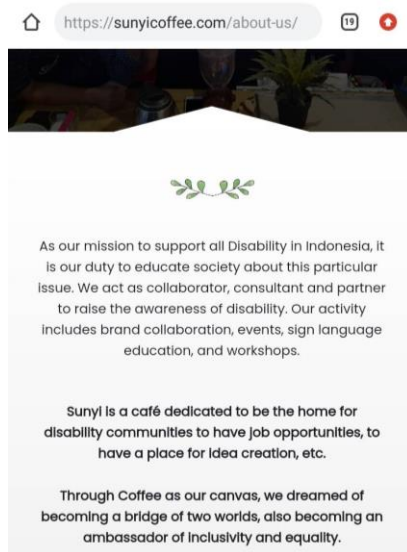 https://sunyicoffee.com/about-us/
19
As our mission to support all Disability in Indonesia, it
is our duty to educate society about this particular
issue. We act as collaborator, consultant and partner
to raise the awareness of disability. Our activity
includes brand collaboration, events, sign language
education, and workshops.
Sunyi is a café dedicated to be the home for
disability communities to have job opportunities, to
have a place for idea creation, etc.
Through Coffee as our canvas, we dreamed of
becoming a bridge of two worlds, also becoming an
ambassador of inclusivity and equality.